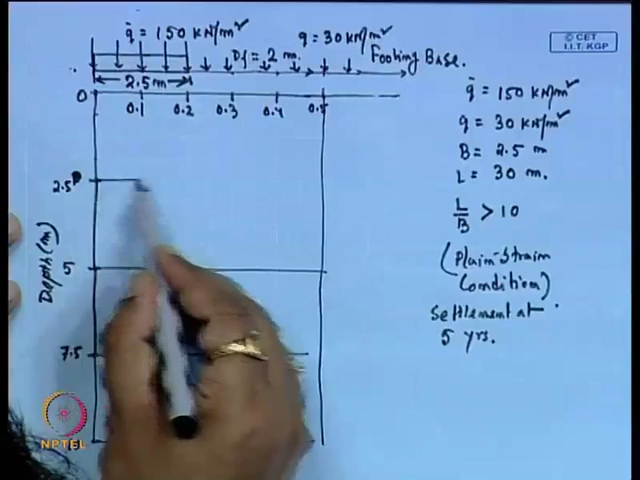 q̄ = 150 KN/m²
Df = 2 m.
q = 30 KN/m²
Footing Base.
2.5 m
0
0.1 0.2 0.3 0.4 0.5
2.5
5
7.5
Depth (m)
q̄ = 150 KN/m²
q = 30 KN/m²
B = 2.5 m
L = 30 m.
L/B > 10
(Plain-Strain
Condition)
Settlement at
5 yrs.
© CET
I.I.T. KGP
NPTEL